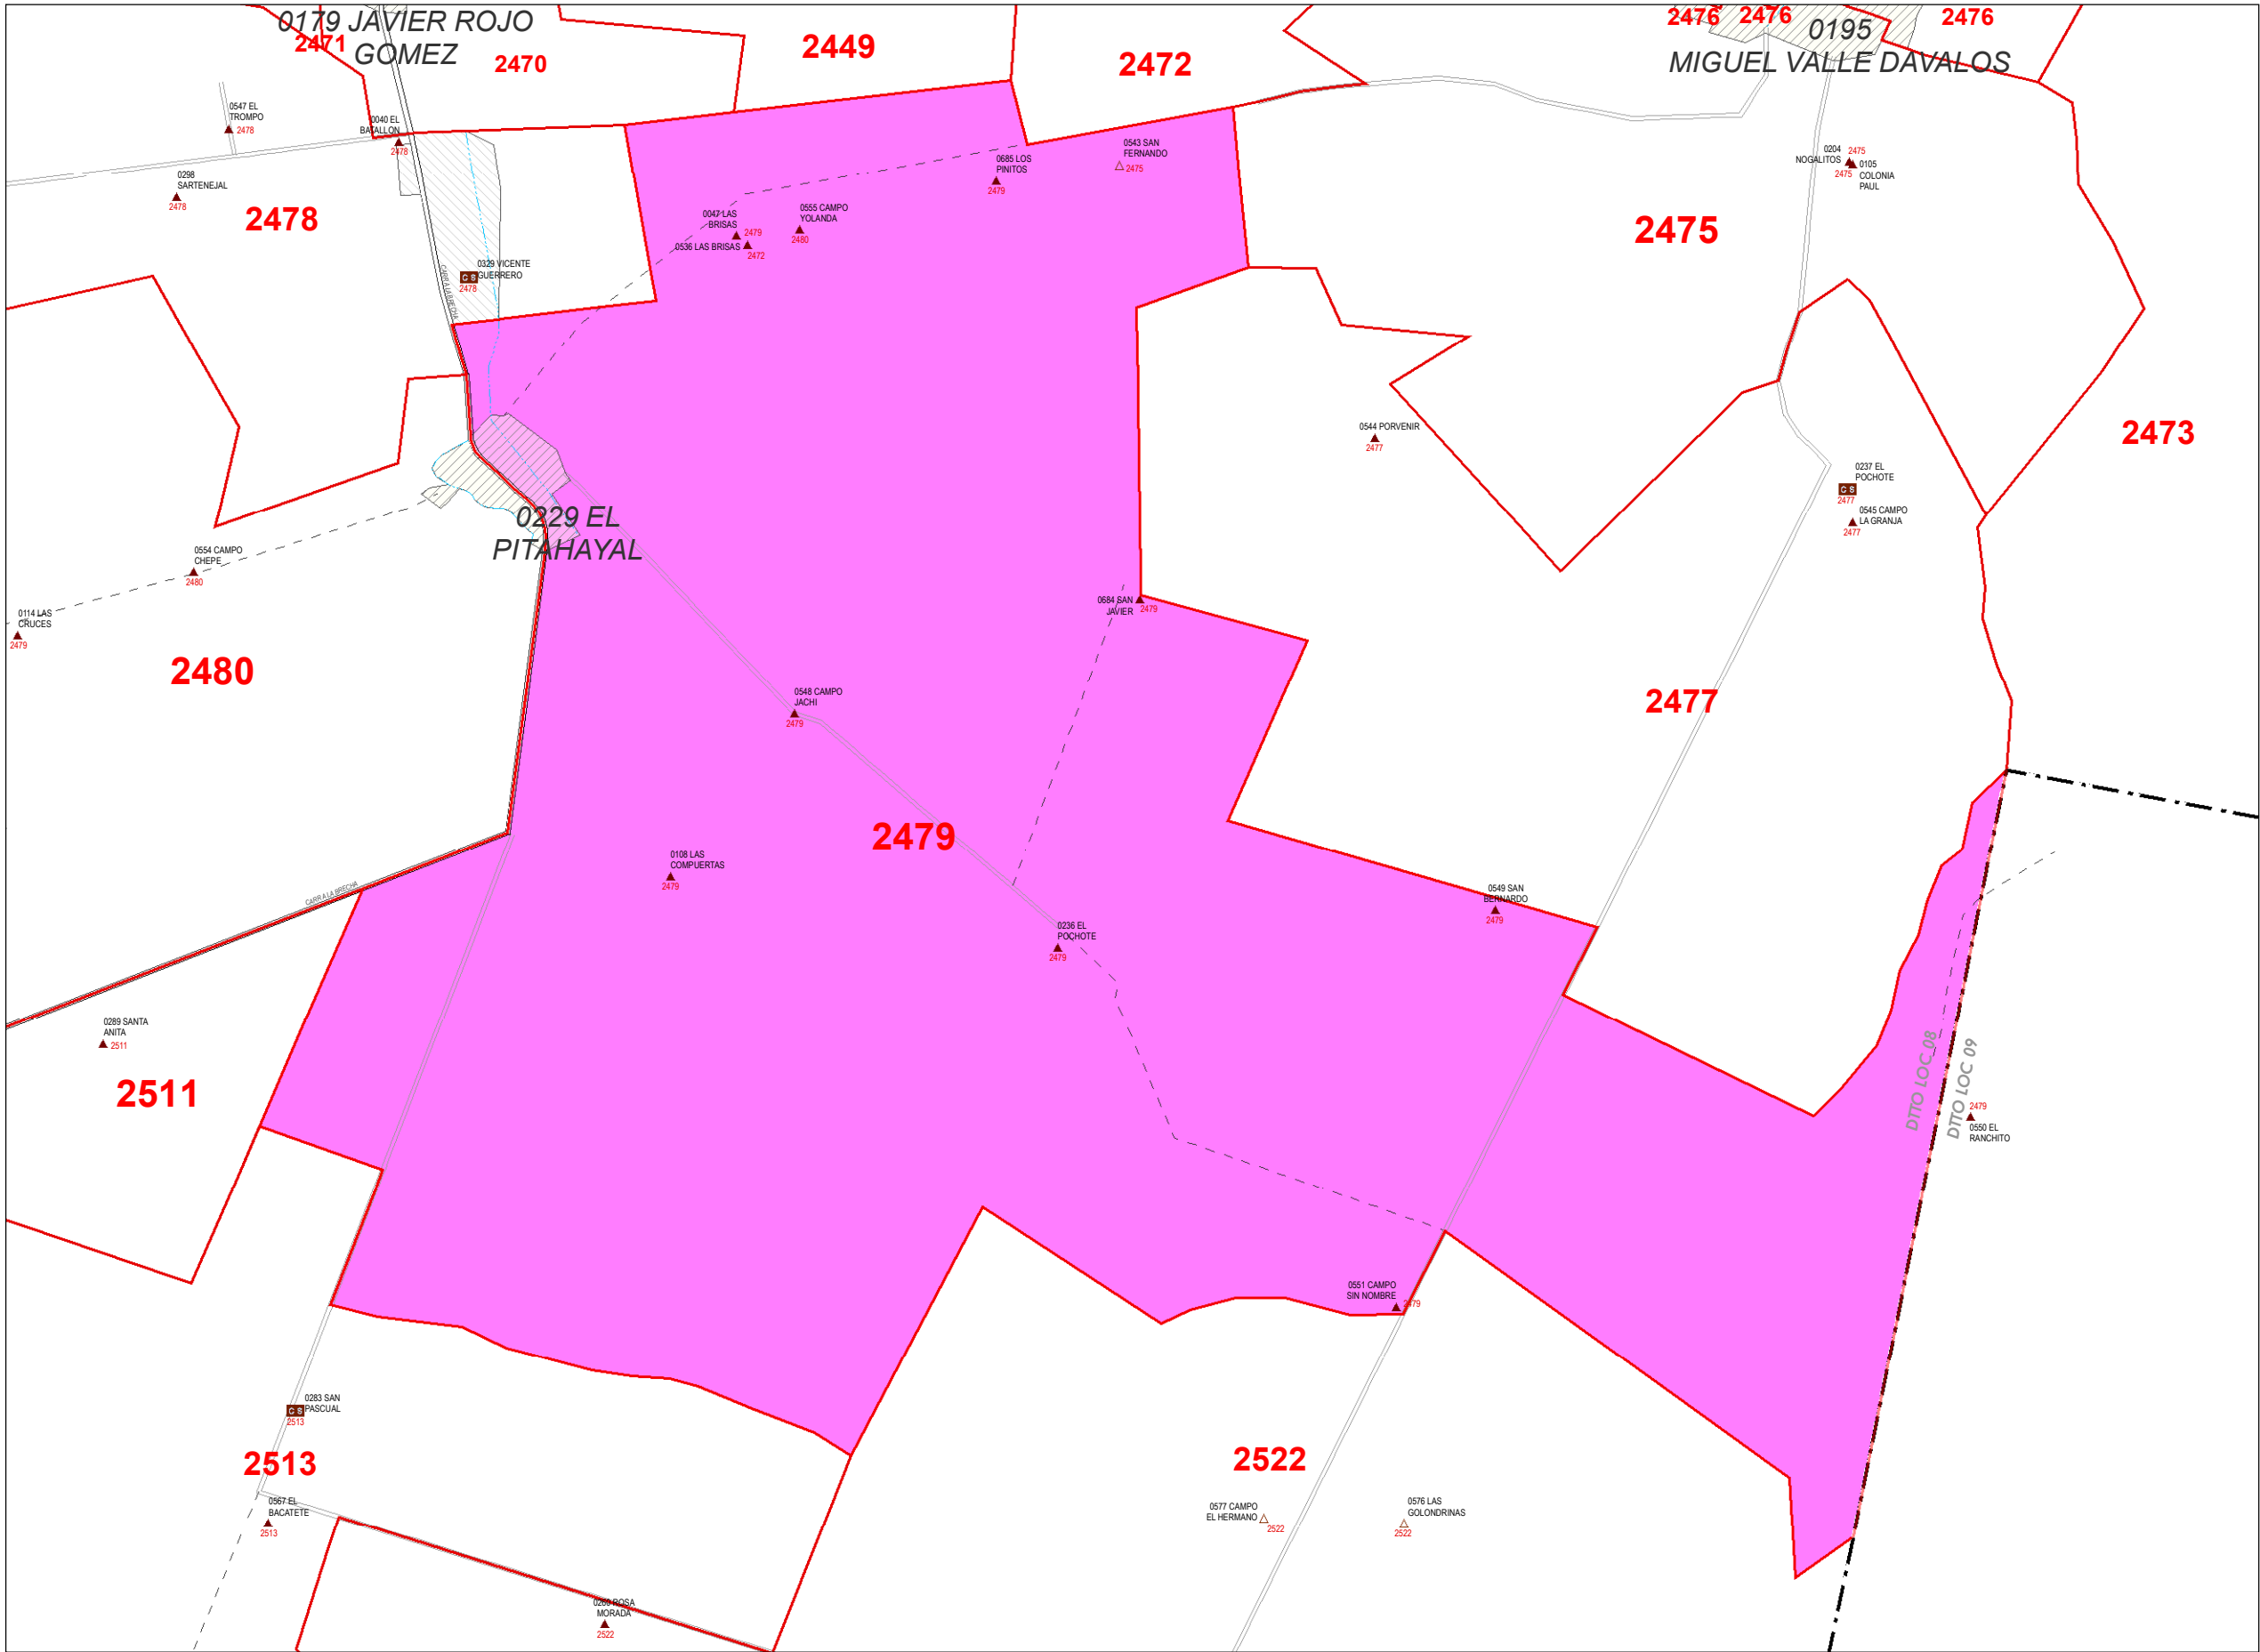 0179 JAVIER ROJO
GOMEZ
2471
2470
2449
2472
2476
2476
2476
0195
MIGUEL VALLE DAVALOS
0547 EL
TROMPO
2478
0040 EL
BATALLON
2478
0298
SARTENEJAL
2478
2478
0329 VICENTE
GUERRERO
C S
2478
CARR A LA BRECHA
0543 SAN
FERNANDO
2475
0685 LOS
PINITOS
2479
0047 LAS
BRISAS
2479
0536 LAS BRISAS
2472
0555 CAMPO
YOLANDA
2480
0204
NOGALITOS
2475
2475
0105
COLONIA
PAUL
2475
2473
0544 PORVENIR
2477
0237 EL
POCHOTE
C S
2477
0545 CAMPO
LA GRANJA
2477
0229 EL
PITAHAYAL
0554 CAMPO
CHEPE
2480
0114 LAS
CRUCES
2479
2480
0684 SAN
JAVIER
2479
2477
0548 CAMPO
JACHI
2479
2479
0108 LAS
COMPUERTAS
2479
CARR A LA BRECHA
0549 SAN
BERNARDO
2479
0236 EL
POCHOTE
2479
0289 SANTA
ANITA
2511
2511
DTTO LOC 08
DTTO LOC 09
2479
0550 EL
RANCHITO
0551 CAMPO
SIN NOMBRE
2479
0283 SAN
PASCUAL
C S
2513
2513
2522
0567 EL
BACATETE
2513
0577 CAMPO
EL HERMANO
2522
0576 LAS
GOLONDRINAS
2522
0260 ROSA
MORADA
2522